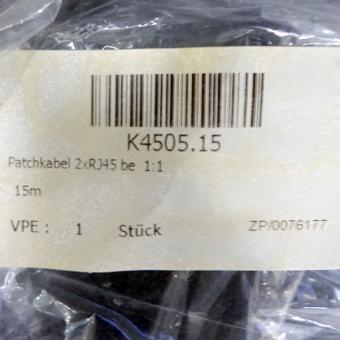 K4505.15
Patchkabel 2xRJ45 be 1:1
15m
VPE : 1 Stück ZP/0076177